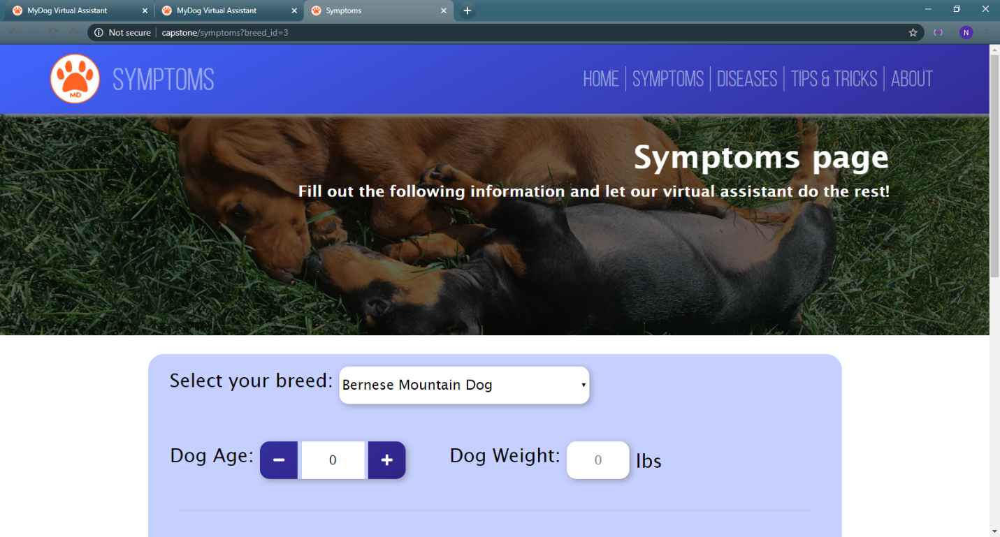 MyDog Virtual Assistant
MyDog Virtual Assistant
Symptoms
Not secure | capstone/symptoms?breed_id=3
N
MD
SYMPTOMS
HOME | SYMPTOMS | DISEASES | TIPS & TRICKS | ABOUT
Symptoms page
Fill out the following information and let our virtual assistant do the rest!
Select your breed: Bernese Mountain Dog
Dog Age: − 0 + Dog Weight: 0 lbs